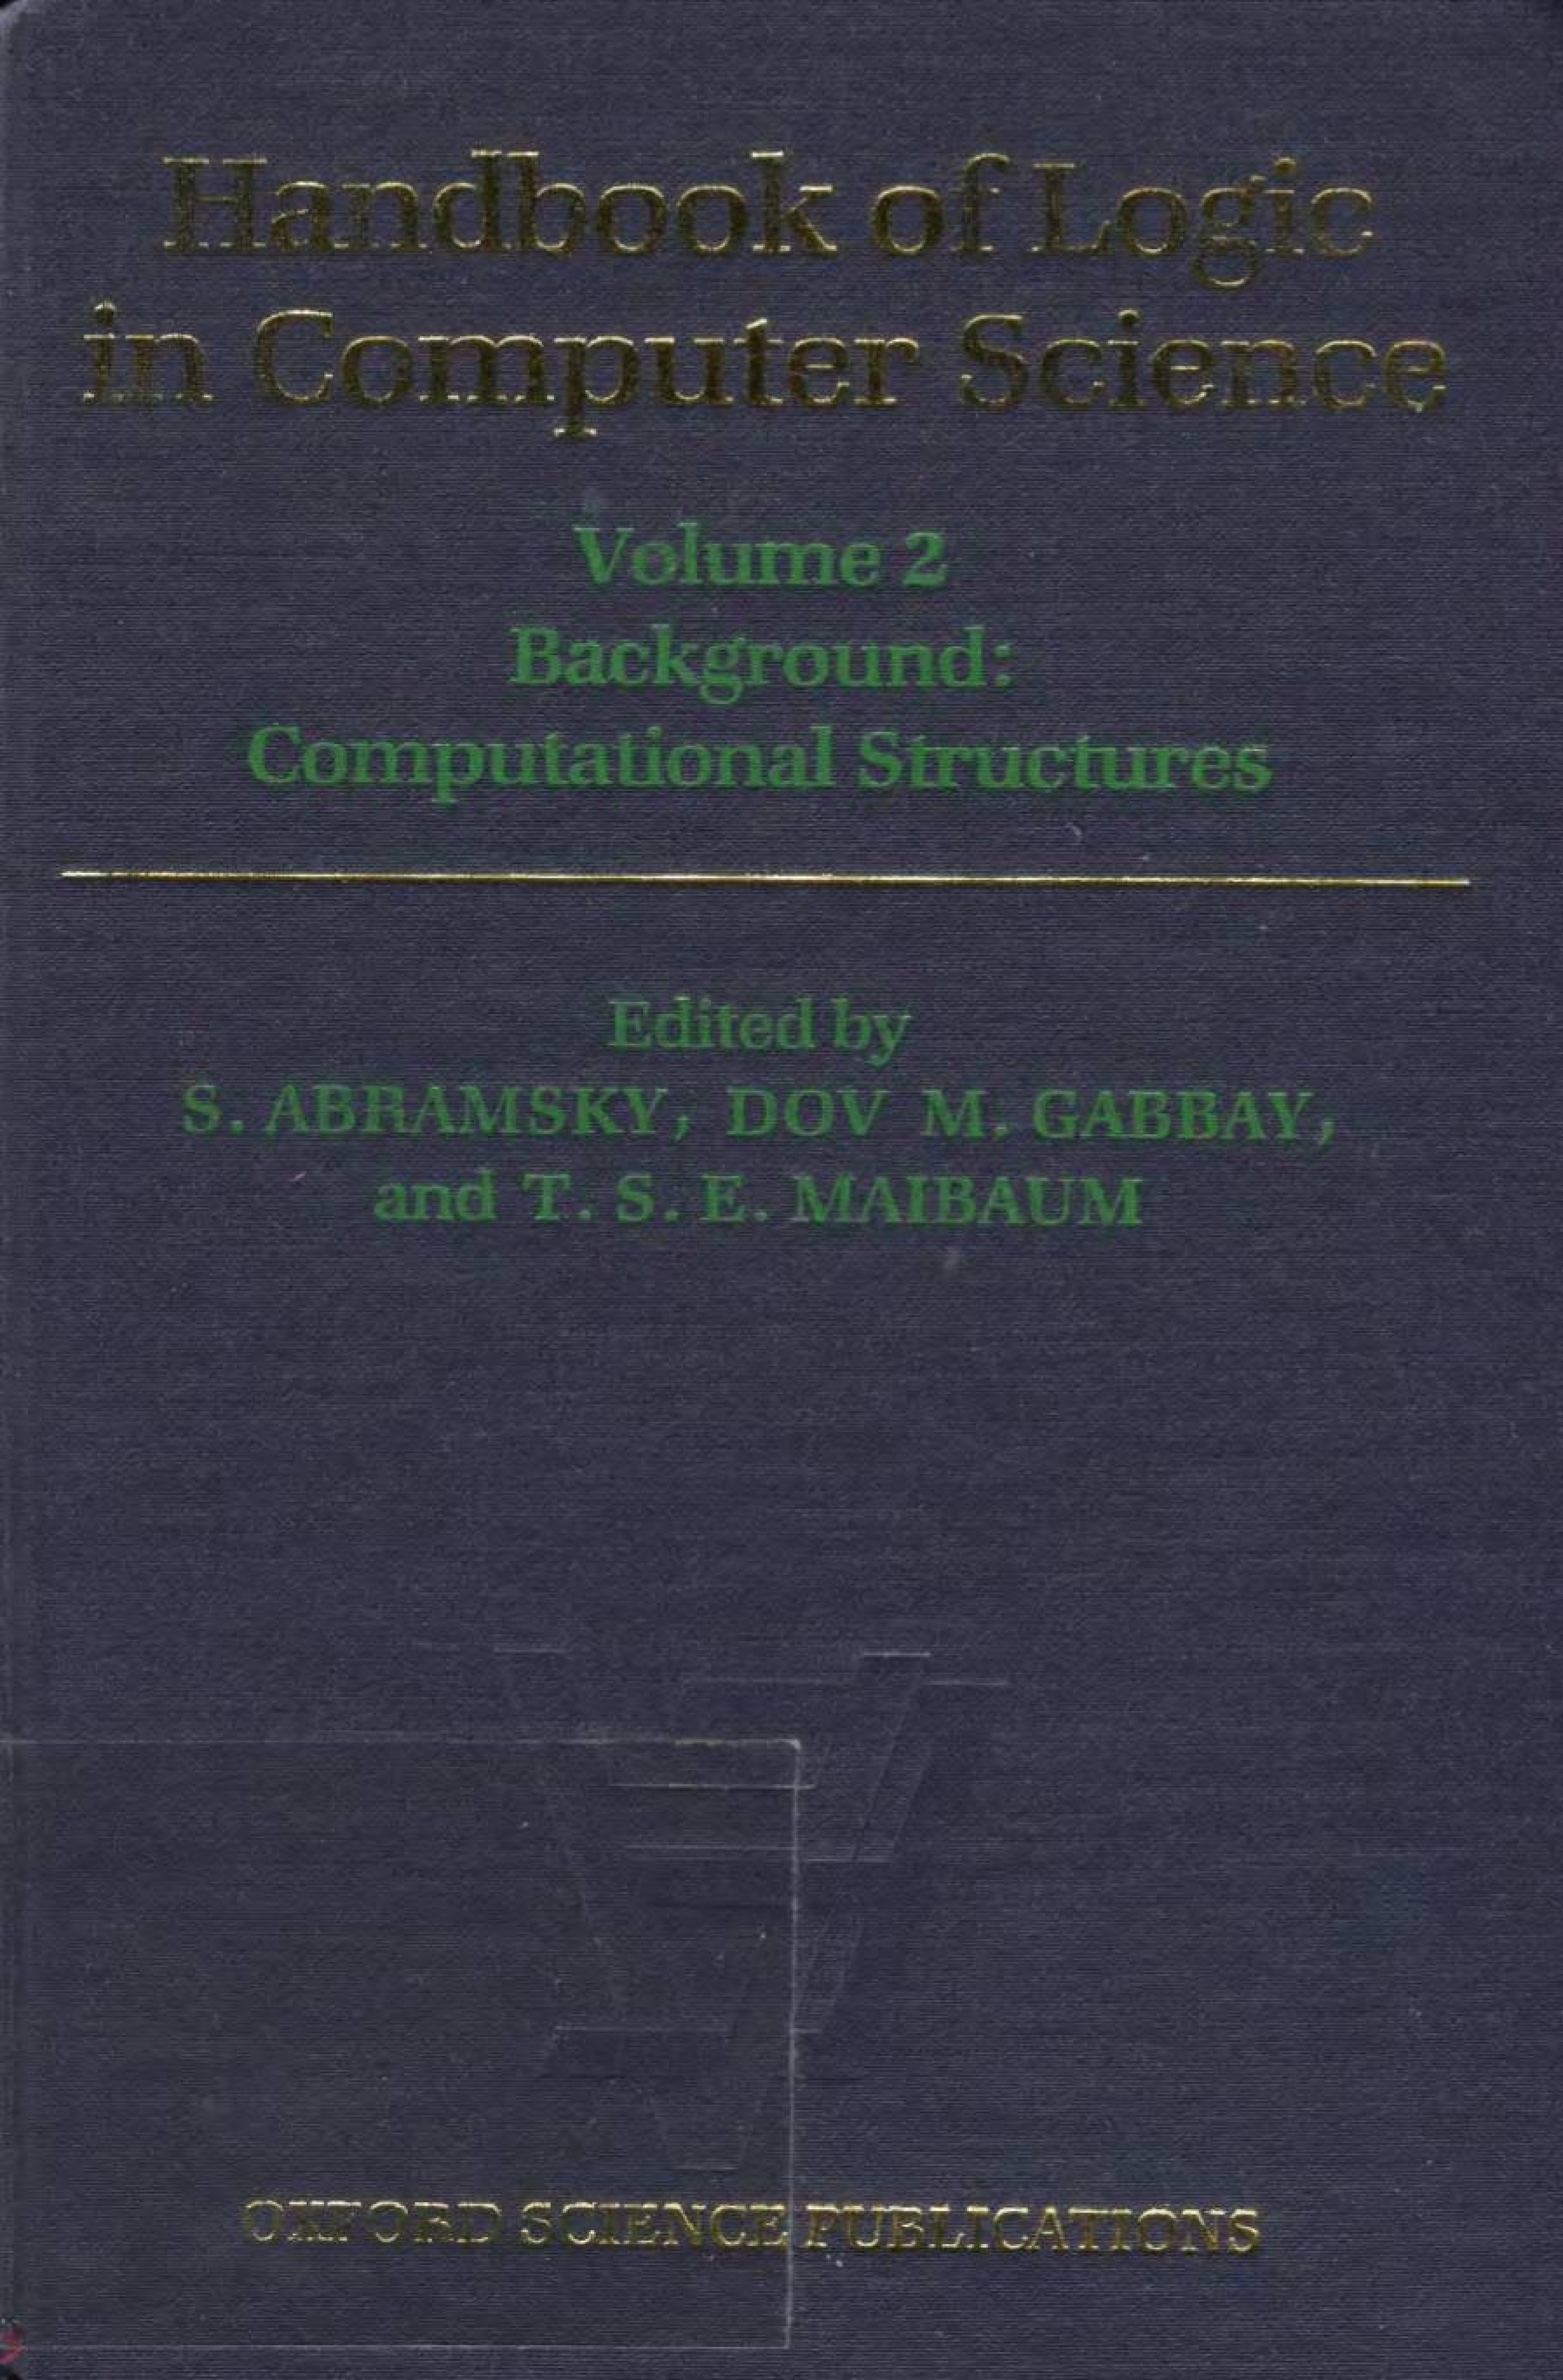 Handbook of Logic
in Computer Science
Volume 2
Background:
Computational Structures
Edited by
S. ABRAMSKY, DOV M. GABBAY,
and T. S. E. MAIBAUM
OXFORD SCIENCE PUBLICATIONS